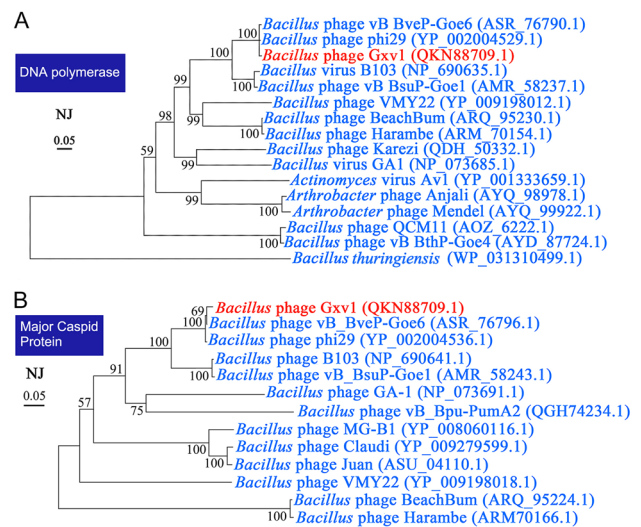 A
DNA polymerase
NJ
0.05
Bacillus phage vB BveP-Goe6 (ASR_76790.1)
Bacillus phage phi29 (YP_002004529.1)
Bacillus phage Gxv1 (QKN88709.1)
Bacillus virus B103 (NP_690635.1)
Bacillus phage vB BsuP-Goe1 (AMR_58237.1)
Bacillus phage VMY22 (YP_009198012.1)
Bacillus phage BeachBum (ARQ_95230.1)
Bacillus phage Harambe (ARM_70154.1)
Bacillus phage Karezi (QDH_50332.1)
Bacillus virus GA1 (NP_073685.1)
Actinomyces virus Av1 (YP_001333659.1)
Arthrobacter phage Anjali (AYQ_98978.1)
Arthrobacter phage Mendel (AYQ_99922.1)
Bacillus phage QCM11 (AOZ_6222.1)
Bacillus phage vB BthP-Goe4 (AYD_87724.1)
Bacillus thuringiensis (WP_031310499.1)
100
100
100
99
99
100
98
99
59
99
100
100
B
Major Caspid
Protein
NJ
0.05
Bacillus phage Gxv1 (QKN88709.1)
Bacillus phage vB_BveP-Goe6 (ASR_76796.1)
Bacillus phage phi29 (YP_002004536.1)
Bacillus phage B103 (NP_690641.1)
Bacillus phage vB_BsuP-Goe1 (AMR_58243.1)
Bacillus phage GA-1 (NP_073691.1)
Bacillus phage vB_Bpu-PumA2 (QGH74234.1)
Bacillus phage MG-B1 (YP_008060116.1)
Bacillus phage Claudi (YP_009279599.1)
Bacillus phage Juan (ASU_04110.1)
Bacillus phage VMY22 (YP_009198018.1)
Bacillus phage BeachBum (ARQ_95224.1)
Bacillus phage Harambe (ARM70166.1)
69
100
100
100
91
75
57
100
100
100